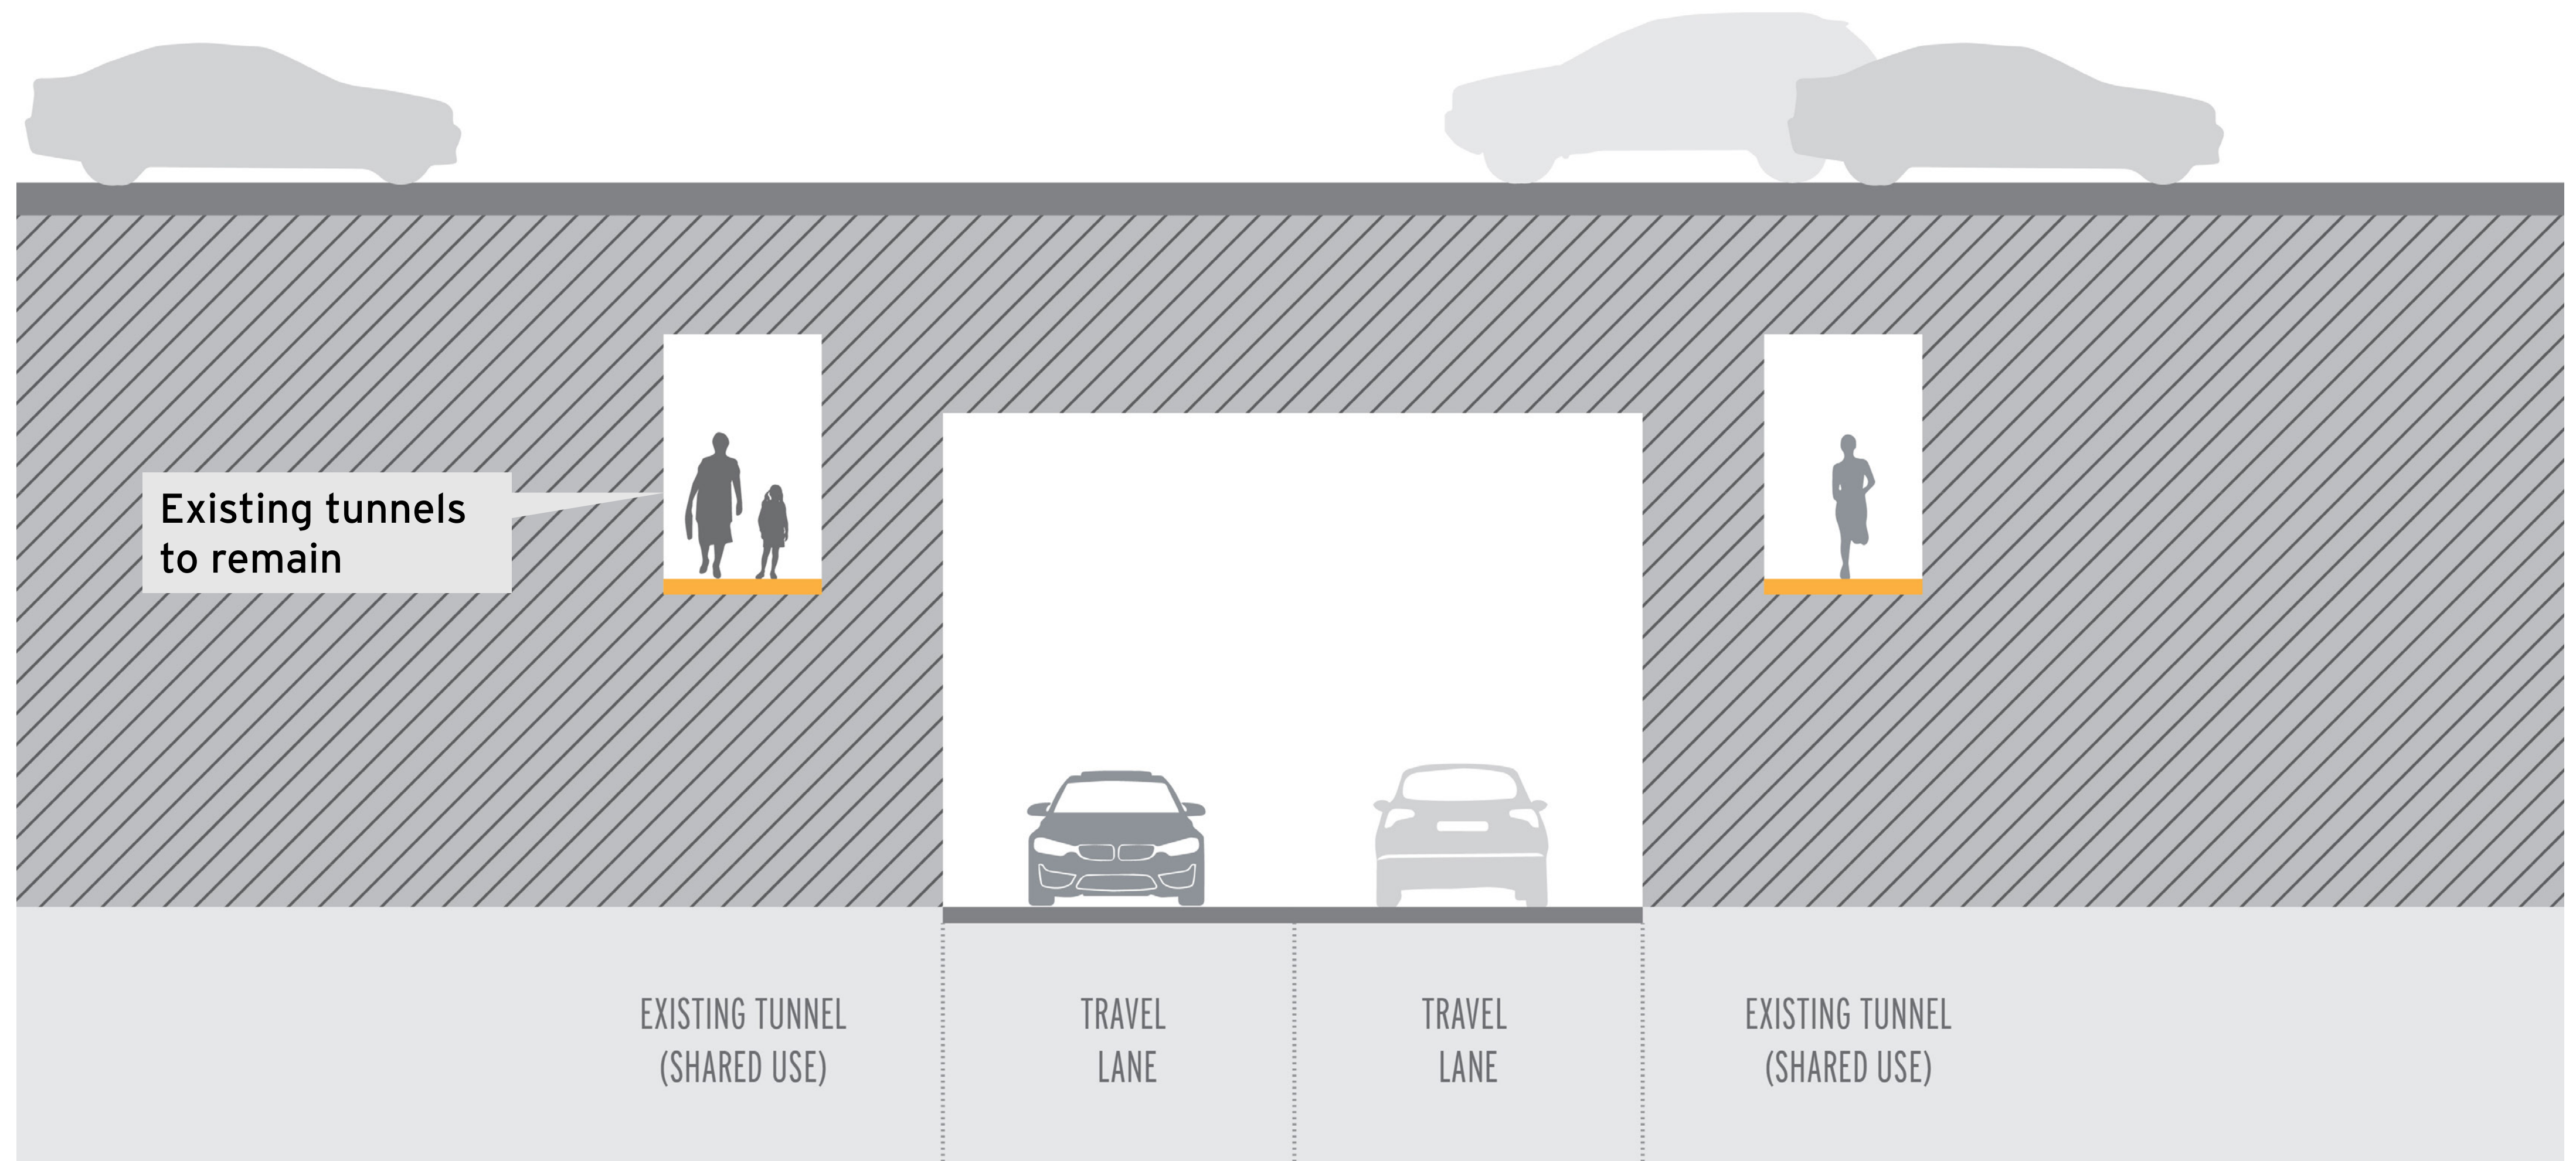 Existing tunnels
to remain
EXISTING TUNNEL
(SHARED USE)
TRAVEL
LANE
TRAVEL
LANE
EXISTING TUNNEL
(SHARED USE)